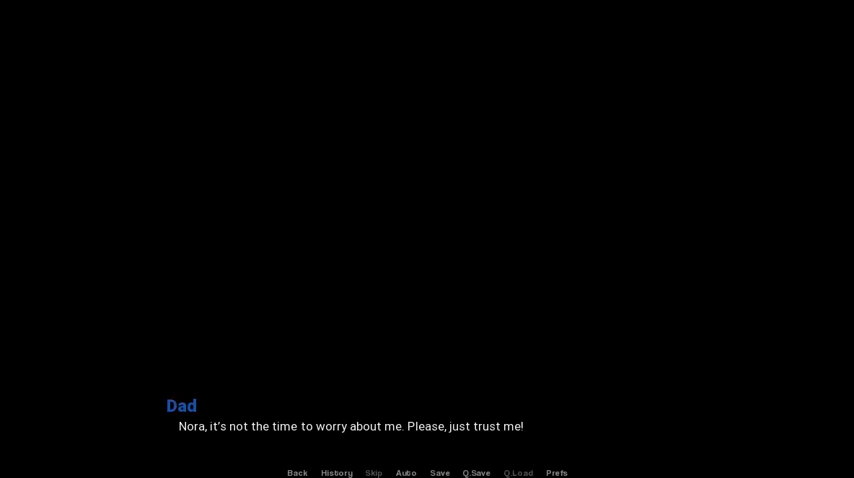 Dad
Nora, it's not the time to worry about me. Please, just trust me!
Back History Skip Auto Save Q.Save Q.Load Prefs